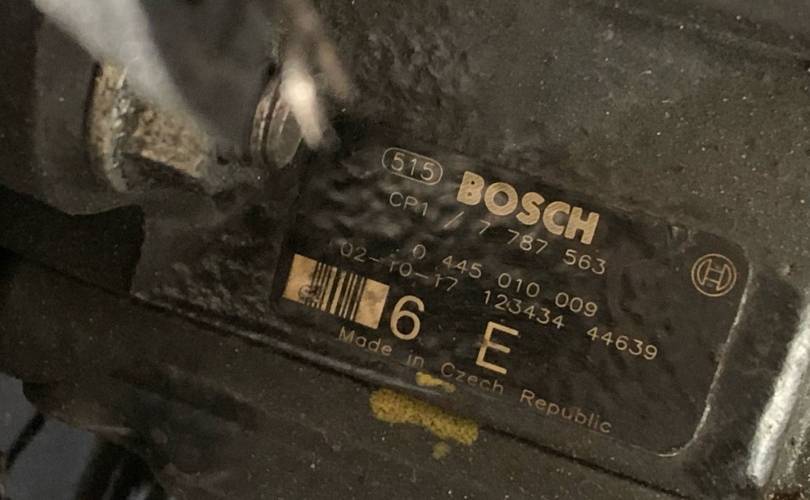 515 BOSCH
CP1 / 7 787 563
0 445 010 009
02-10-17 123434 44639
6 E
Made in Czech Republic